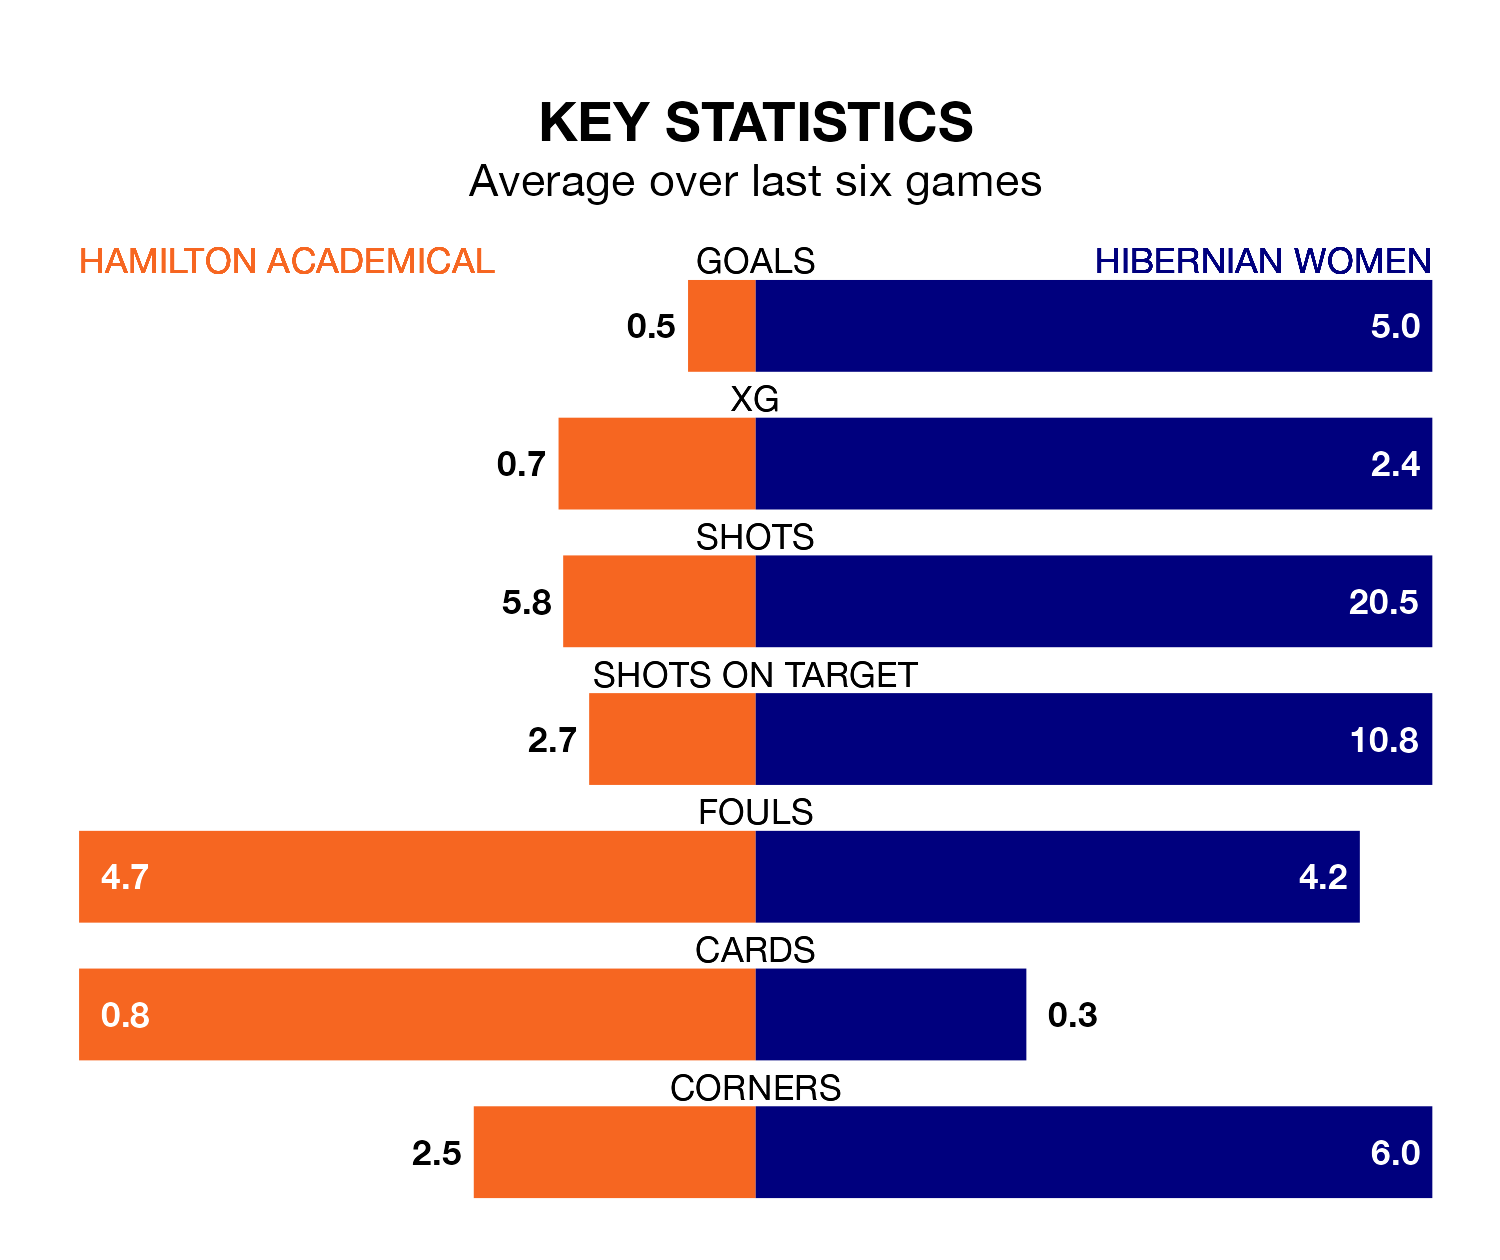 KEY STATISTICS
Average over last six games
HAMILTON ACADEMICAL GOALS HIBERNIAN WOMEN
0.5 5.0
XG
0.7 2.4
SHOTS
5.8 20.5
SHOTS ON TARGET
2.7 10.8
FOULS
4.7 4.2
CARDS
0.8 0.3
CORNERS
2.5 6.0